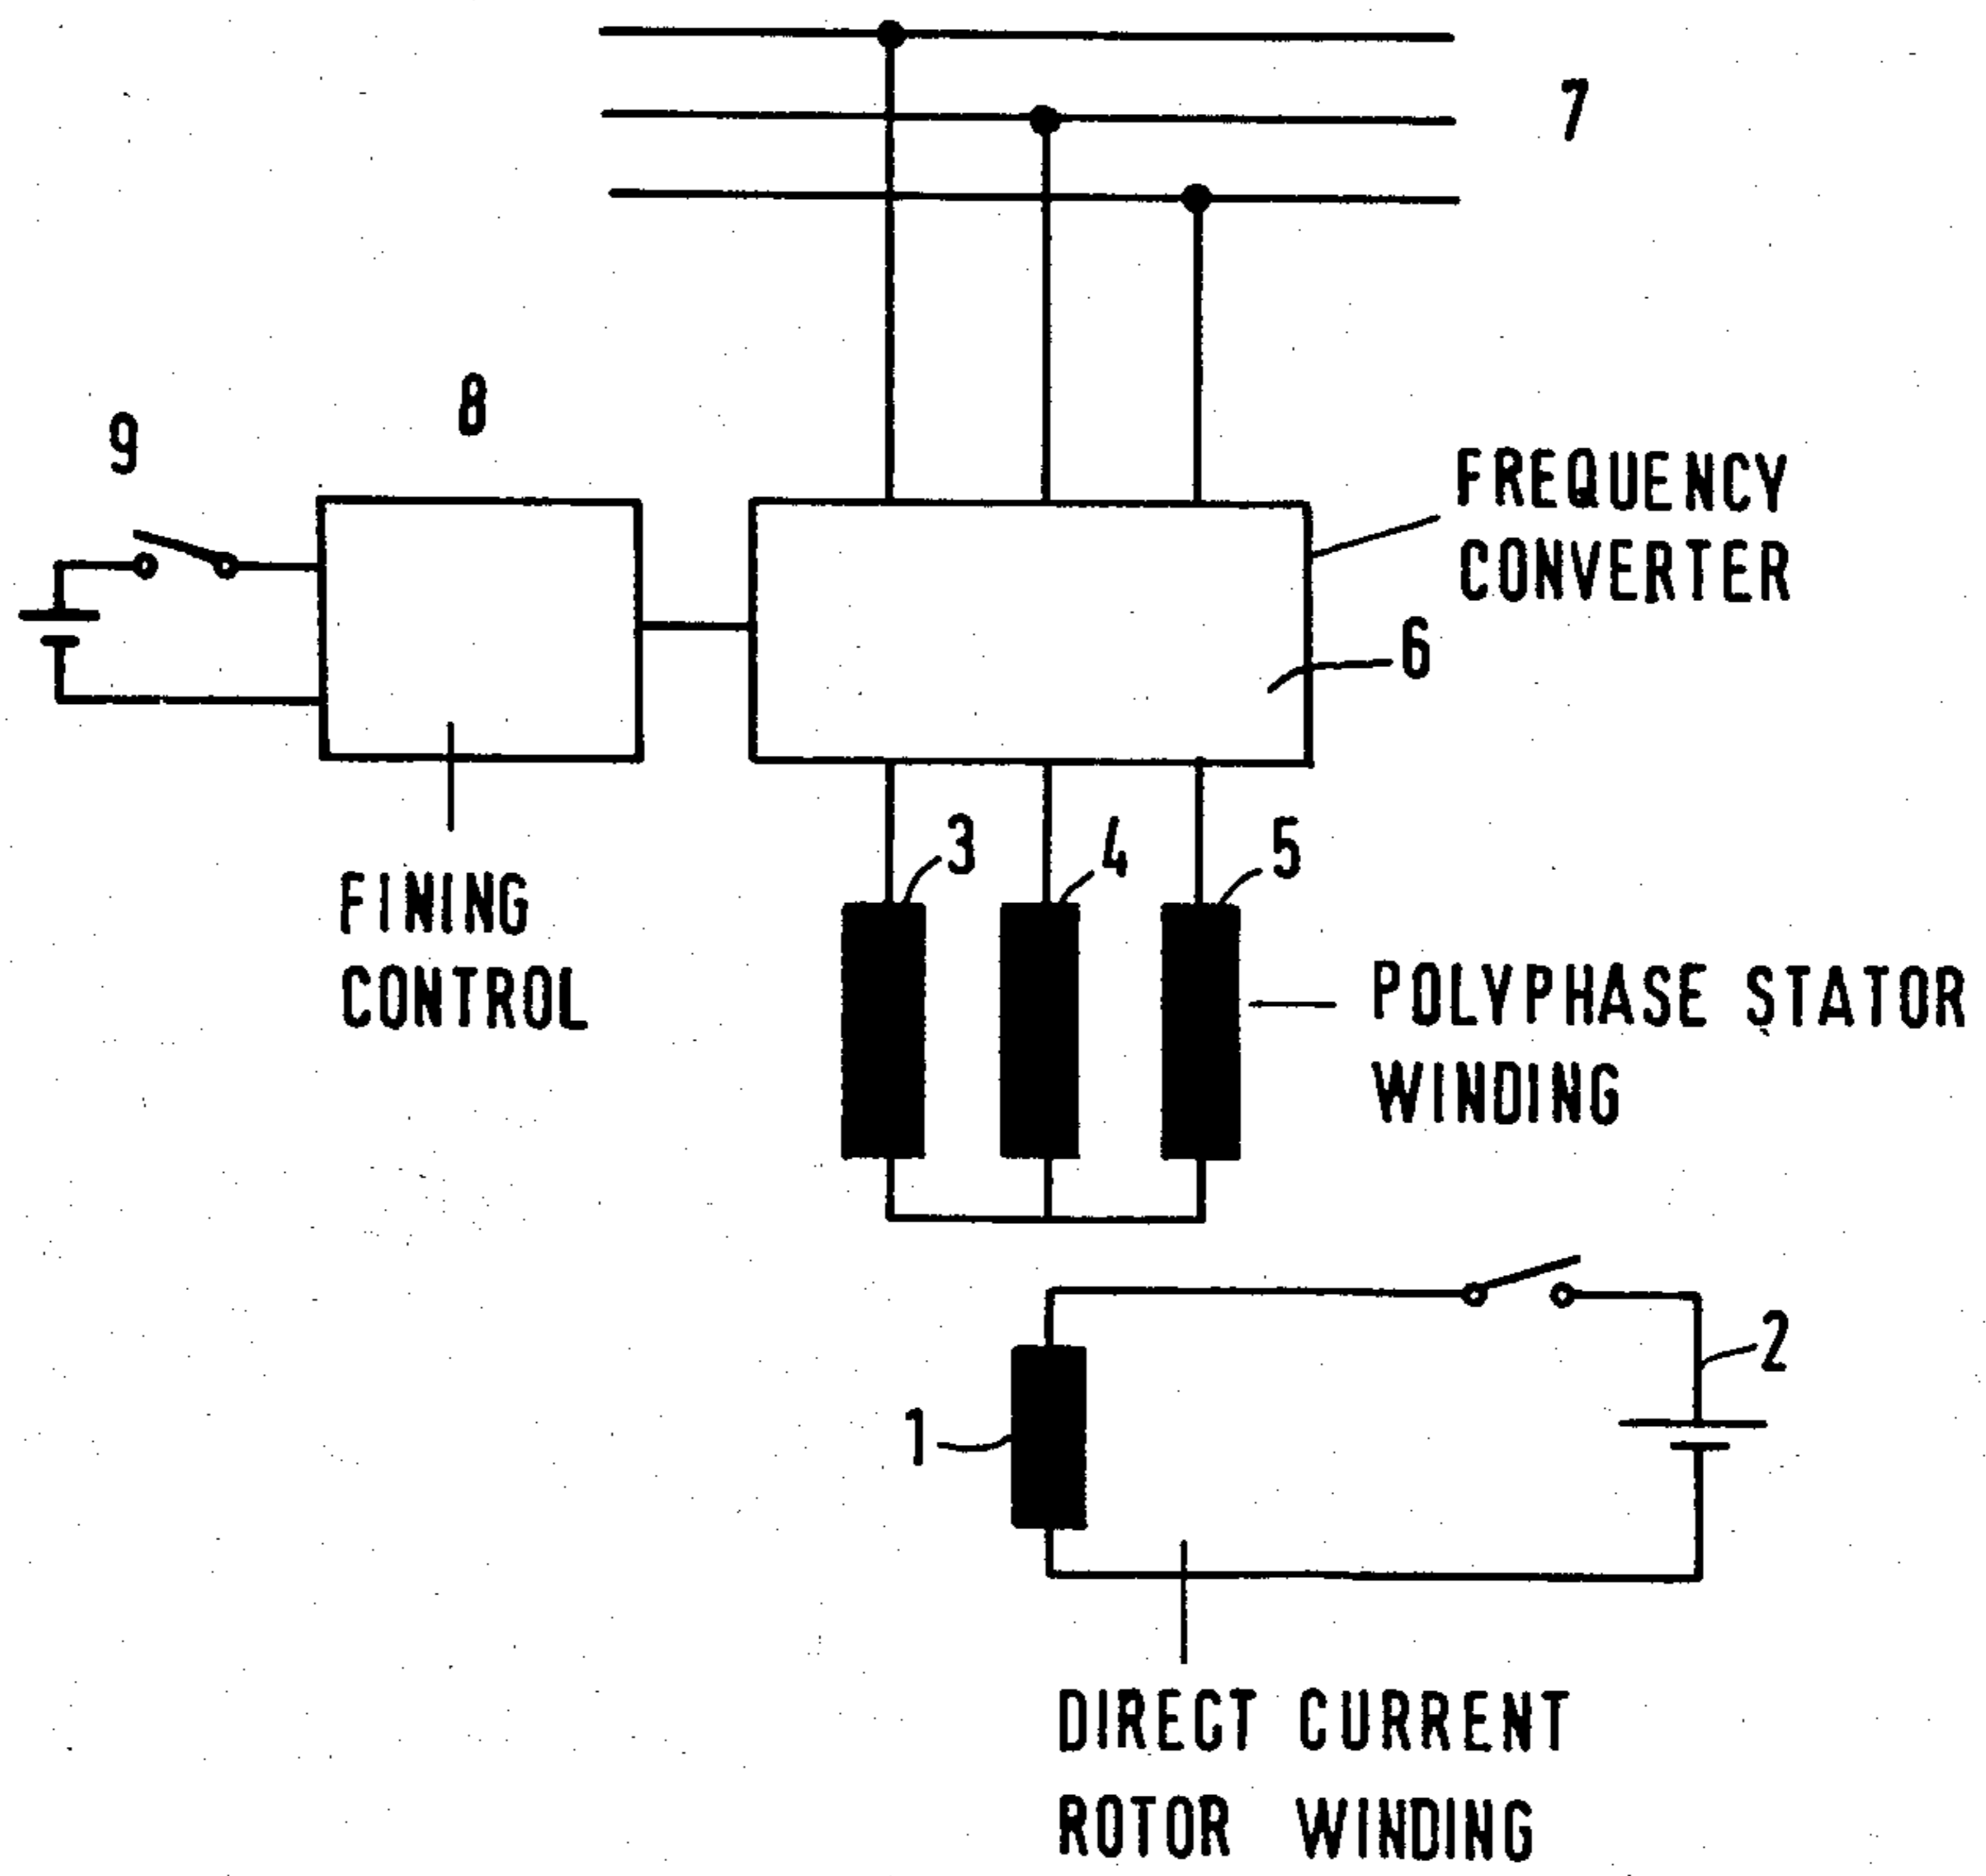 7
8
9
FREQUENCY
CONVERTER
6
3
4
5
FINING
CONTROL
POLYPHASE STATOR
WINDING
2
1
DIRECT CURRENT
ROTOR WINDING